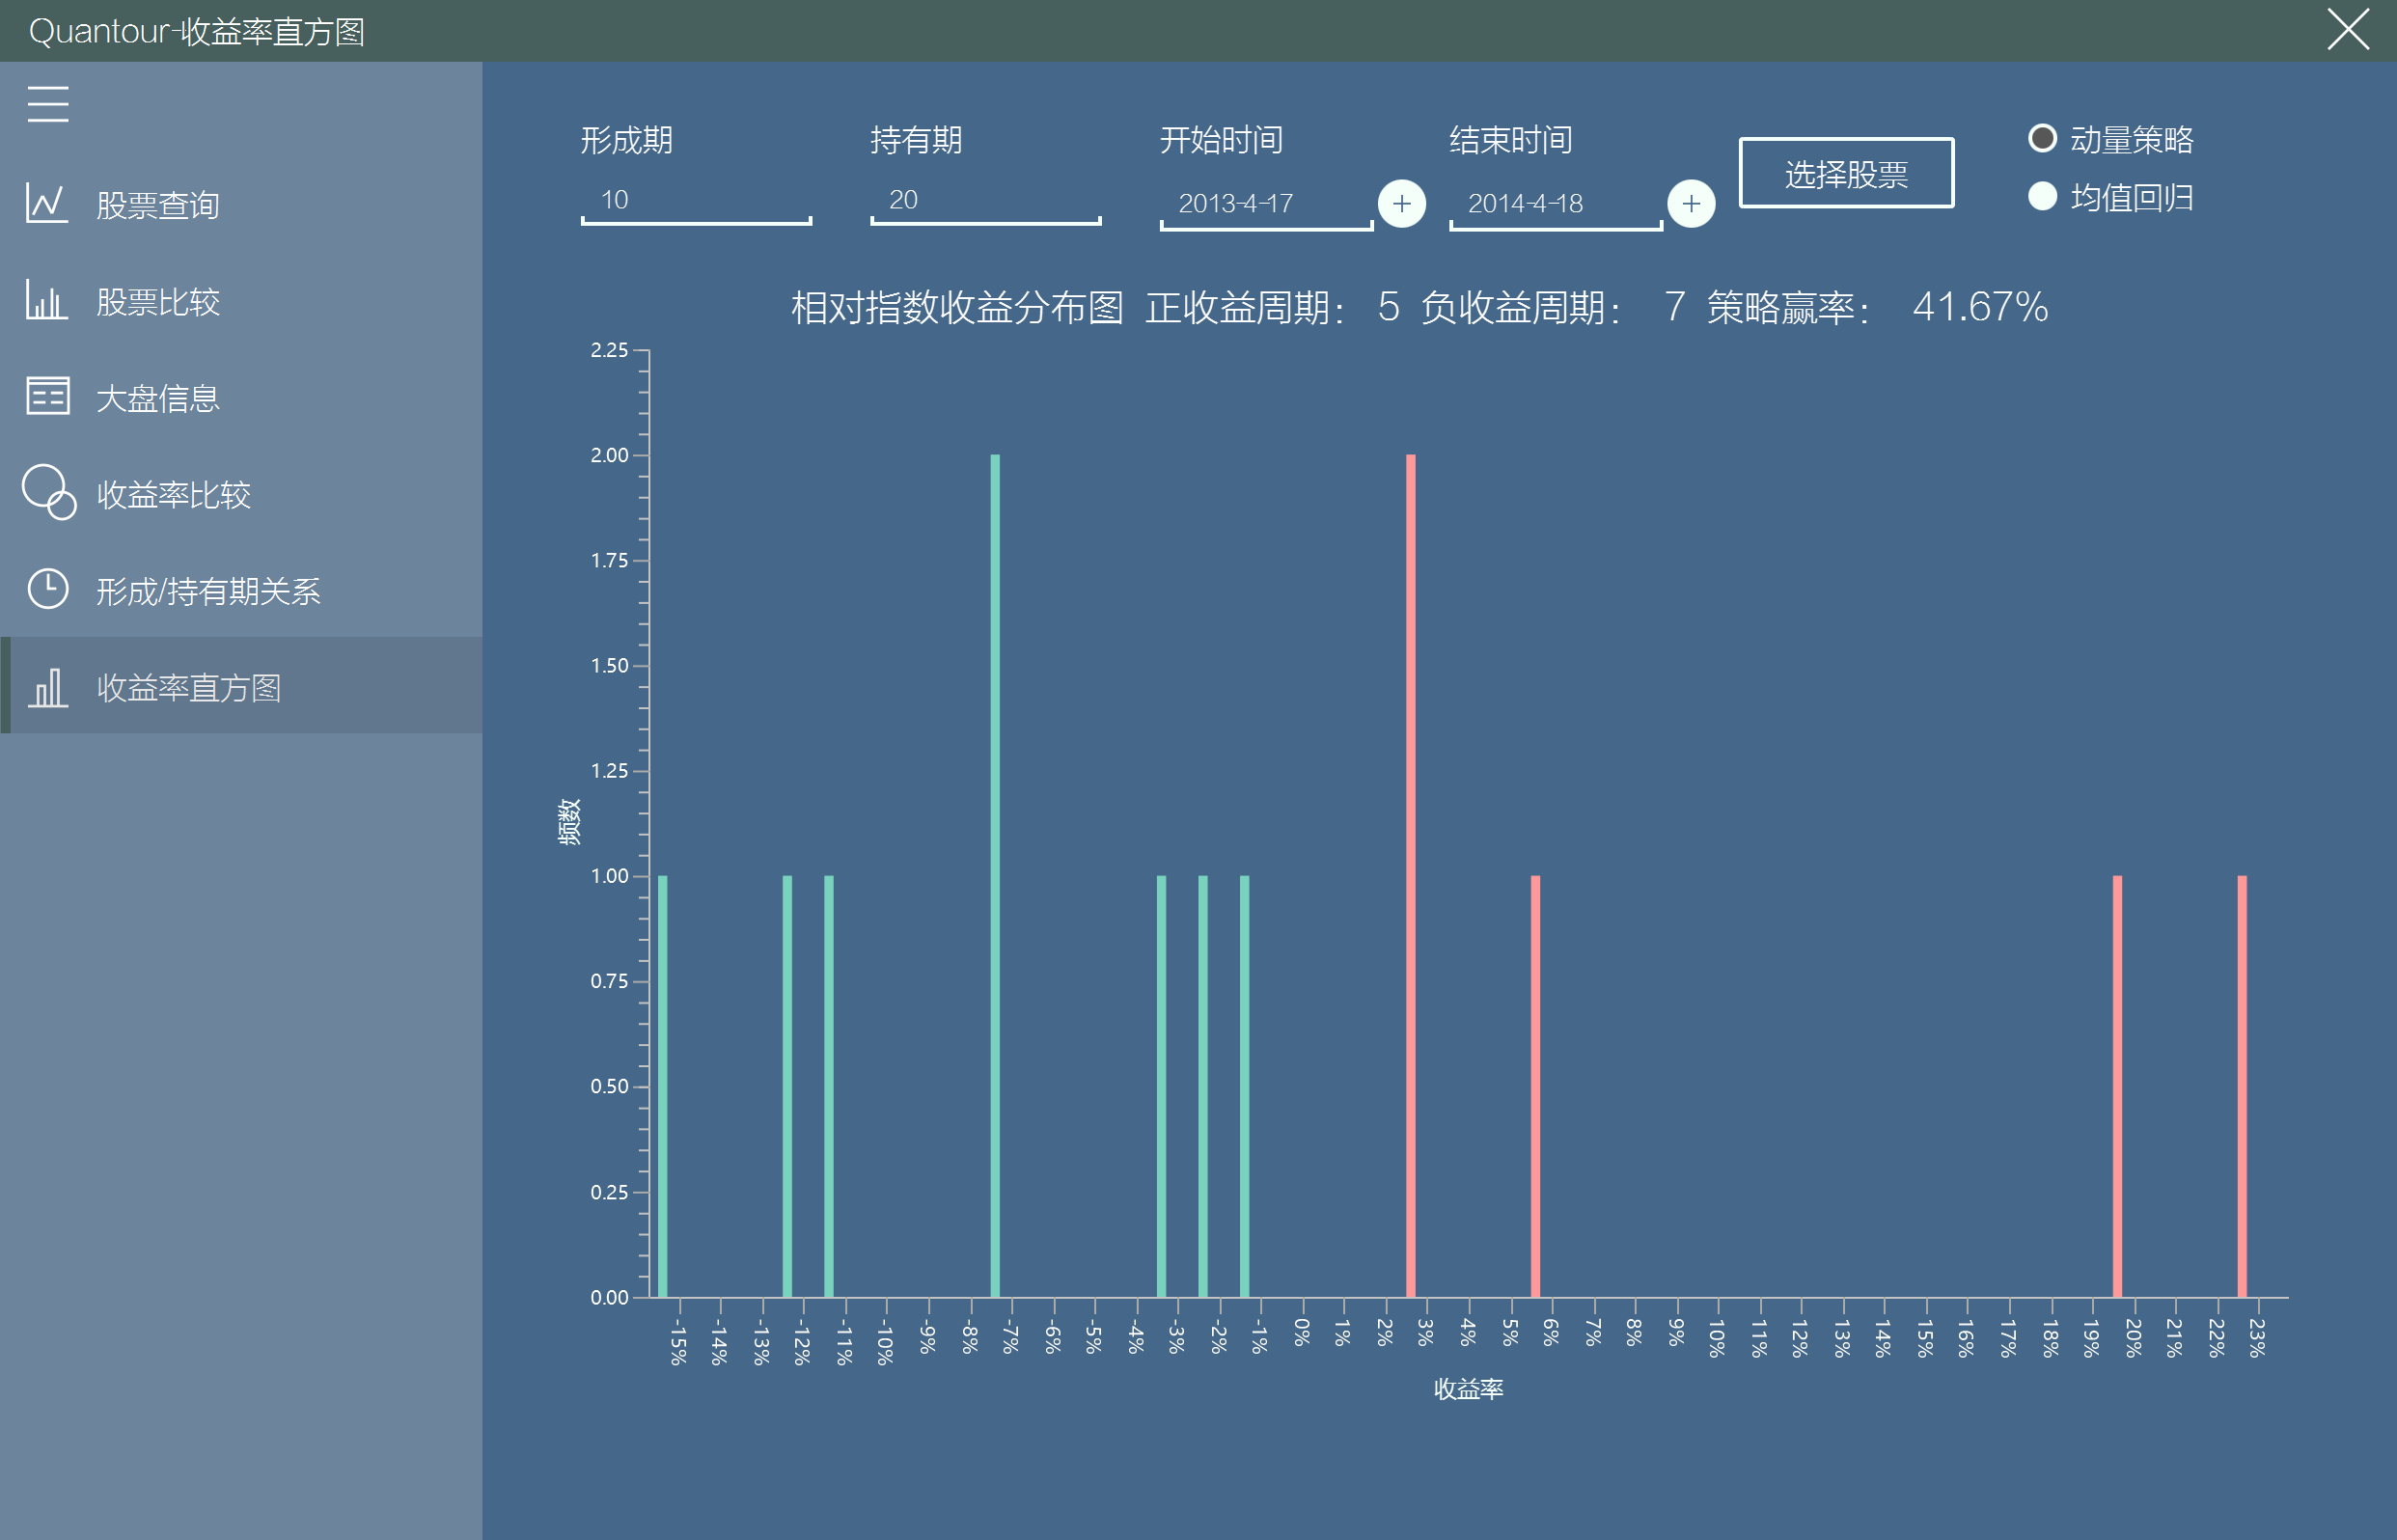 Quantour-收益率直方图
股票查询
股票比较
大盘信息
收益率比较
形成/持有期关系
收益率直方图
形成期 持有期 开始时间 结束时间
10 20 2013-4-17 + 2014-4-18 +
选择股票
动量策略
均值回归
相对指数收益分布图 正收益周期： 5 负收益周期： 7 策略赢率： 41.67%
2.25
2.00
1.75
1.50
1.25
1.00
0.75
0.50
0.25
0.00
频数
-15% -14% -13% -12% -11% -10% -9% -8% -7% -6% -5% -4% -3% -2% -1% 0% 1% 2% 3% 4% 5% 6% 7% 8% 9% 10% 11% 12% 13% 14% 15% 16% 17% 18% 19% 20% 21% 22% 23%
收益率